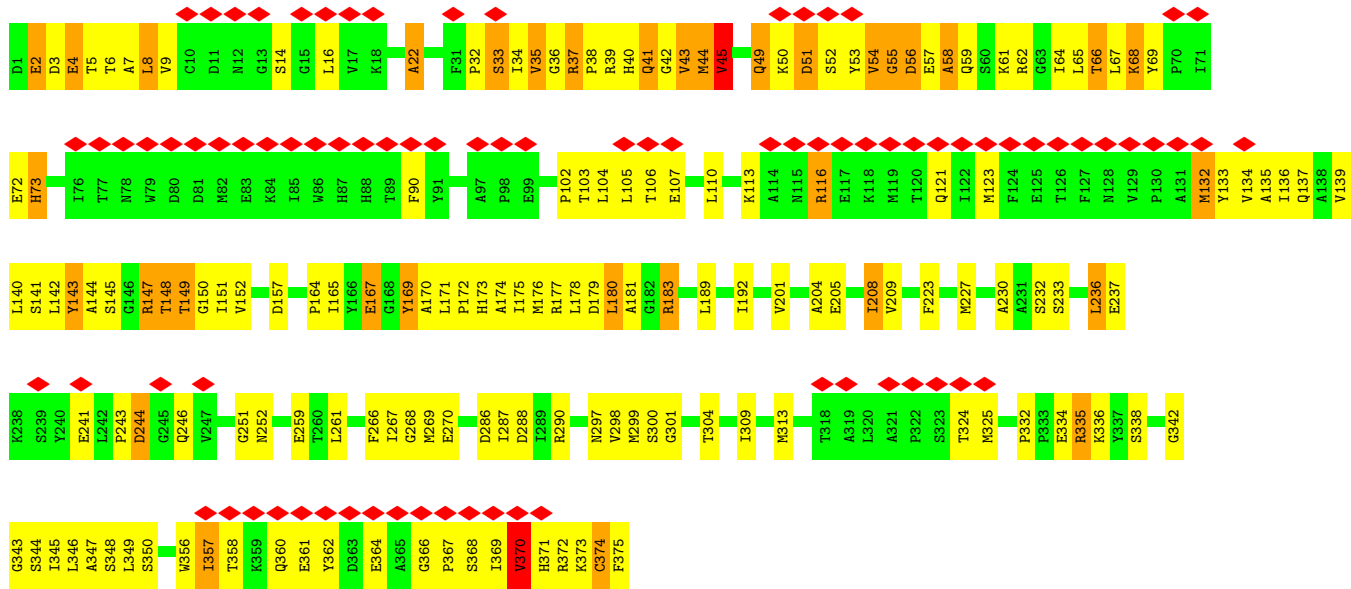 D1 E2 D3 E4 T5 T6 A7 L8 V9 C10 D11 N12 G13 S14 G15 L16 V17 K18 A22 F31 P32 S33 I34 V35 G36 R37 P38 R39 H40 Q41 G42 V43 M44 V45 Q49 K50 D51 S52 Y53 V54 G55 D56 E57 A58 Q59 S60 K61 R62 G63 I64 L65 T66 L67 K68 Y69 P70 I71
E72 H73 I76 T77 N78 W79 D80 D81 M82 E83 K84 I85 W86 H87 H88 T89 F90 Y91 A97 P98 E99 P102 T103 L104 L105 T106 E107 L110 K113 A114 N115 R116 E117 K118 M119 T120 Q121 I122 M123 F124 E125 T126 F127 N128 V129 P130 A131 M132 Y133 V134 A135 I136 Q137 A138 V139
L140 S141 L142 Y143 A144 S145 G146 R147 T148 T149 G150 I151 V152 D157 P164 I165 Y166 E167 G168 Y169 A170 L171 P172 H173 A174 I175 M176 R177 L178 D179 L180 A181 G182 R183 L189 I192 V201 A204 E205 I208 V209 F223 M227 A230 A231 S232 S233 L236 E237
K238 S239 Y240 E241 L242 P243 D244 G245 Q246 V247 G251 N252 E259 T260 L261 F266 I267 G268 M269 E270 D286 I287 D288 I289 R290 N297 V298 M299 S300 G301 T304 I309 M313 T318 A319 L320 A321 P322 S323 T324 M325 P332 P333 E334 R335 K336 Y337 S338 G342
G343 S344 I345 L346 A347 S348 L349 S350 W356 I357 T358 K359 Q360 E361 Y362 D363 E364 A365 G366 P367 S368 I369 V370 H371 R372 K373 C374 F375